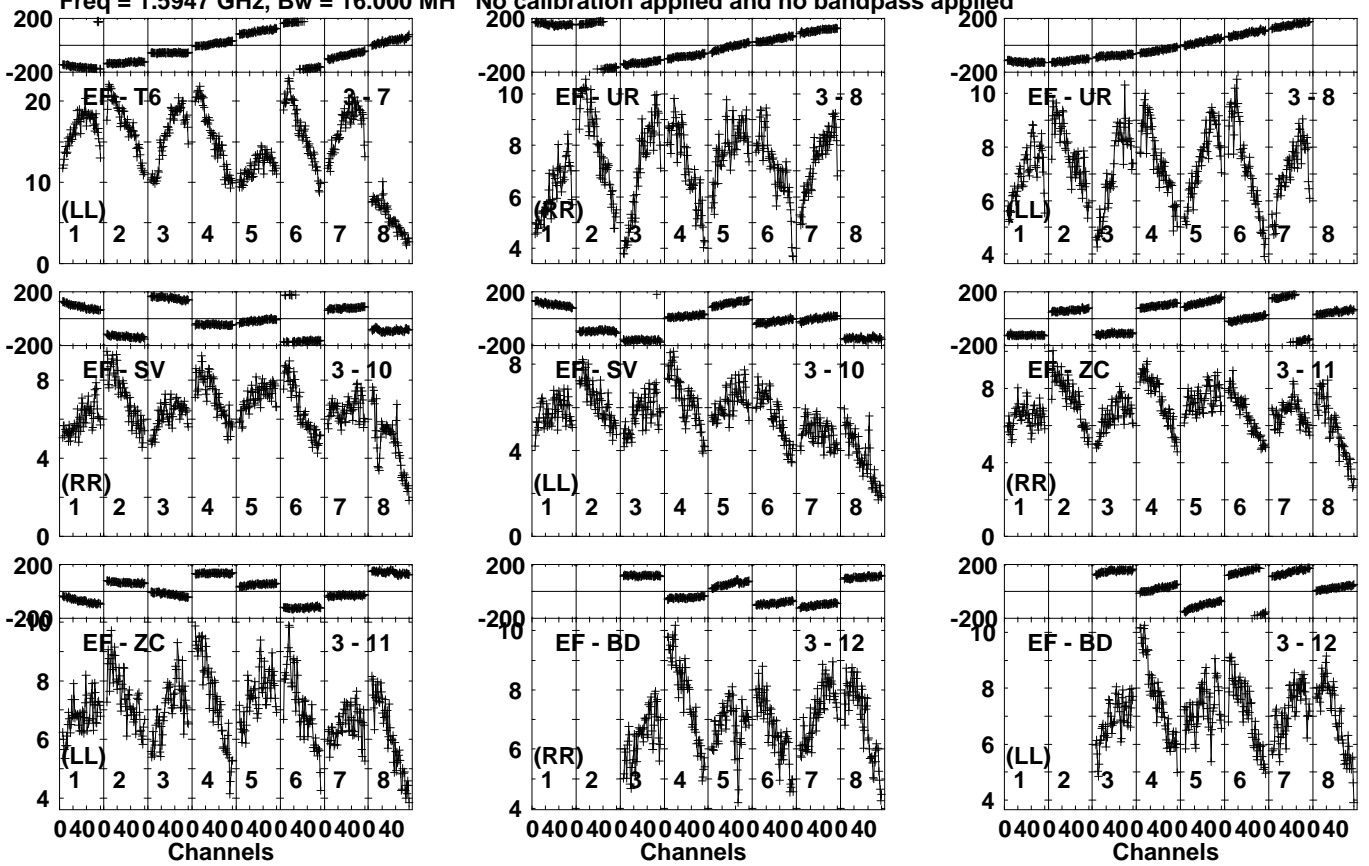 Freq = 1.5947 GHz, Bw = 16.000 MH No calibration applied and no bandpass applied
200 200 200
-200 -200 -200
EF - T6 3 - 7 EF - UR 3 - 8 EF - UR 3 - 8
20 10 10
8 8
10 6 6
(LL) (RR) (LL)
1 2 3 4 5 6 7 8 1 2 3 4 5 6 7 8 1 2 3 4 5 6 7 8
0 4 4
200 200 200
-200 -200 -200
EF - SV 3 - 10 EF - SV 3 - 10 EF - ZC 3 - 11
8 8 8
4 4 4
(RR) (LL) (RR)
1 2 3 4 5 6 7 8 1 2 3 4 5 6 7 8 1 2 3 4 5 6 7 8
0 0 0
200 200 200
-200 -200 -200
10 10 10
EF - ZC 3 - 11 EF - BD 3 - 12 EF - BD 3 - 12
8 8 8
6 6 6
(LL) (RR) (LL)
1 2 3 4 5 6 7 8 1 2 3 4 5 6 7 8 1 2 3 4 5 6 7 8
4 4 4
0 40 0 40 0 40 0 40 0 40 0 40 0 40 0 40 0 40 0 40 0 40 0 40 0 40 0 40 0 40 0 40 0 40 0 40 0 40 0 40 0 40 0 40 0 40 0 40
Channels Channels Channels